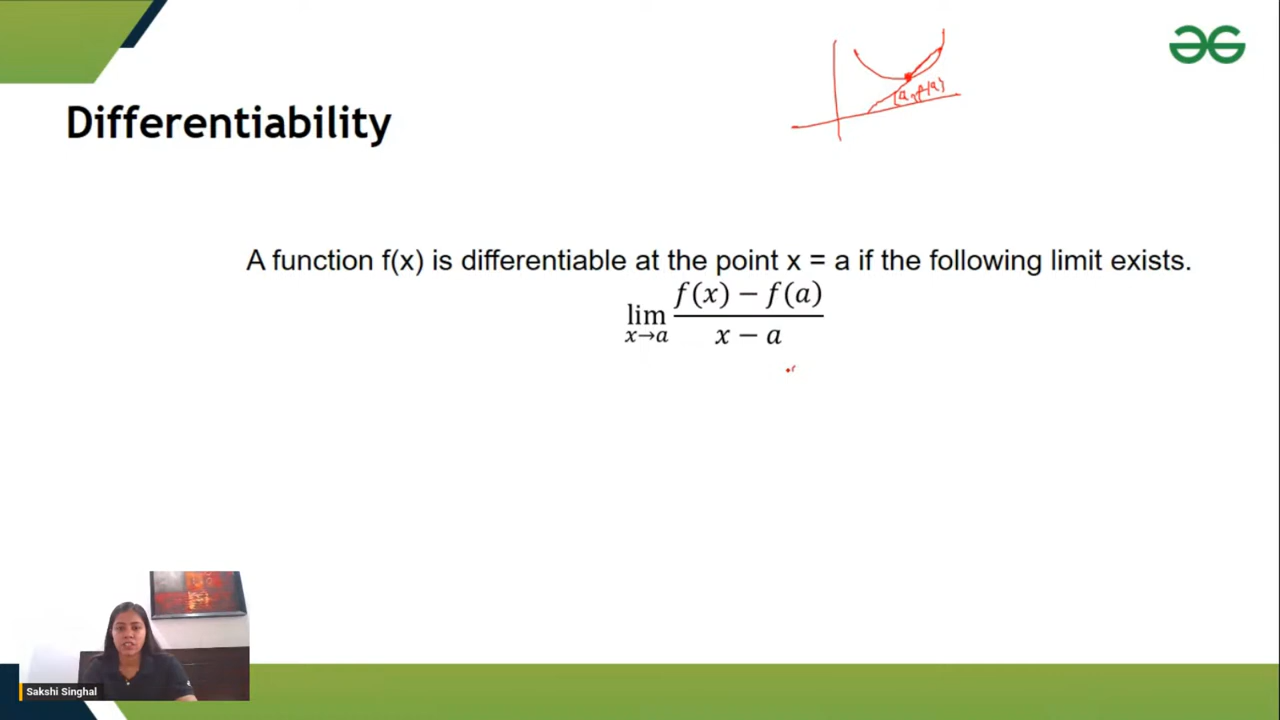 (a, f(a))
Differentiability
A function f(x) is differentiable at the point x = a if the following limit exists.
lim x→a f(x) − f(a) / x − a
Sakshi Singhal